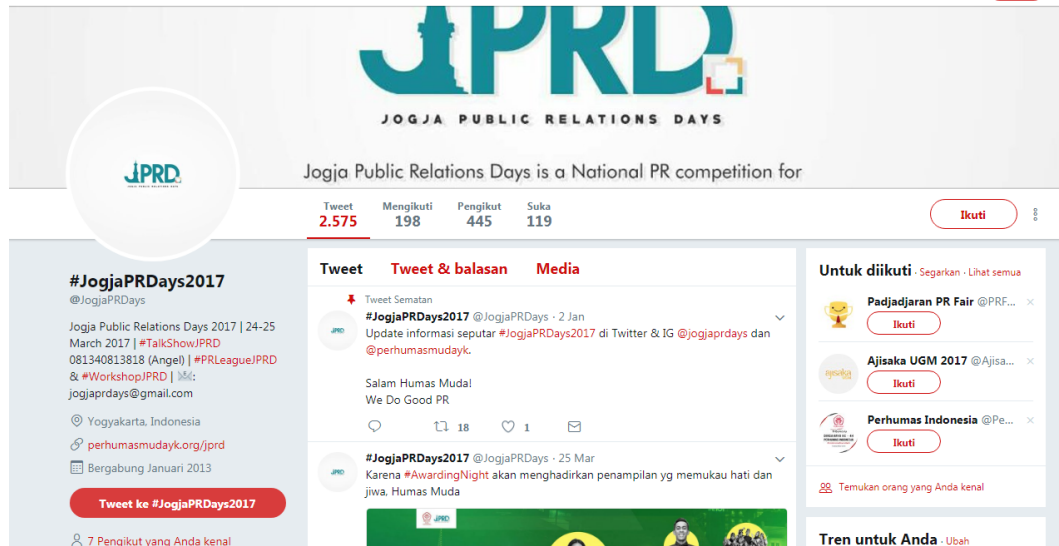 JPRD
JOGJA PUBLIC RELATIONS DAYS
Jogja Public Relations Days is a National PR competition for
JPRD
Tweet Mengikuti Pengikut Suka
2.575 198 445 119
Ikuti
#JogjaPRDays2017
@JogjaPRDays
Jogja Public Relations Days 2017 | 24-25
March 2017 | #TalkShowJPRD
081340813818 (Angel) | #PRLeagueJPRD
& #WorkshopJPRD | :
jogjaprdays@gmail.com
Yogyakarta, Indonesia
perhumasmudayk.org/jprd
Bergabung Januari 2013
Tweet ke #JogjaPRDays2017
7 Pengikut yang Anda kenal
Tweet Tweet & balasan Media
Tweet Sematan
#JogjaPRDays2017 @JogjaPRDays · 2 Jan
Update informasi seputar #JogjaPRDays2017 di Twitter & IG @jogjaprdays dan
@perhumasmudayk.
Salam Humas Muda!
We Do Good PR
18 1
#JogjaPRDays2017 @JogjaPRDays · 25 Mar
Karena #AwardingNight akan menghadirkan penampilan yg memukau hati dan
jiwa, Humas Muda
JPRD
Untuk diikuti · Segarkan · Lihat semua
Padjadjaran PR Fair @PRF...
Ikuti
Ajisaka UGM 2017 @Ajisa...
Ikuti
Perhumas Indonesia @Pe...
Ikuti
Temukan orang yang Anda kenal
Tren untuk Anda · Ubah